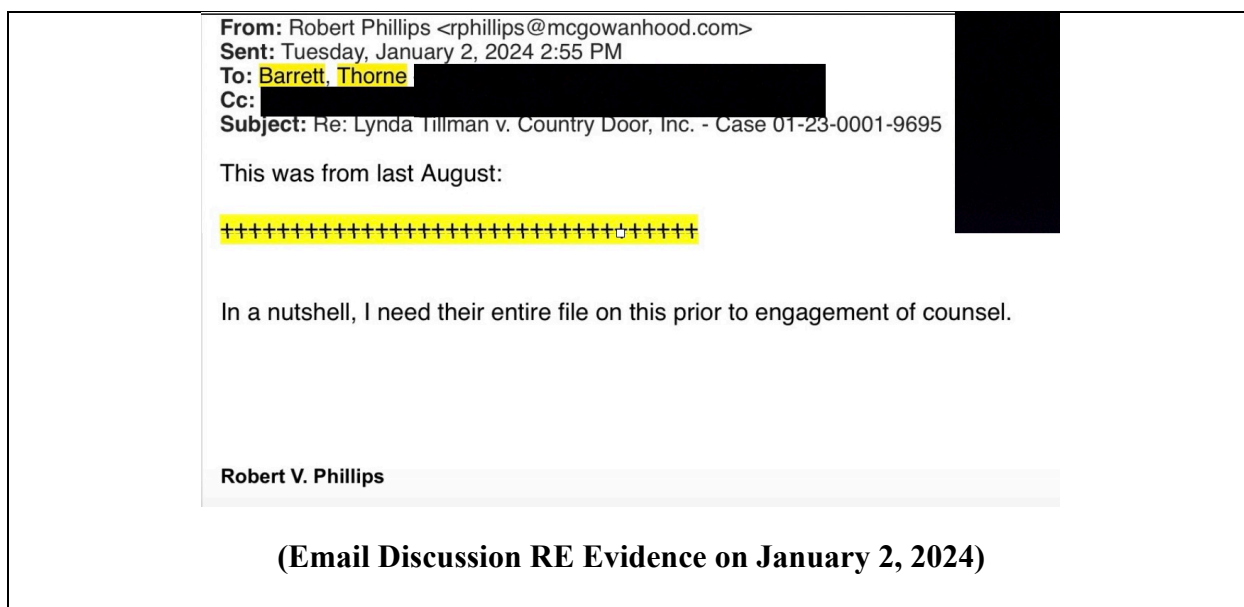 From: Robert Phillips <rphillips@mcgowanhood.com>
Sent: Tuesday, January 2, 2024 2:55 PM
To: Barrett, Thorne
Cc:
Subject: Re: Lynda Tillman v. Country Door, Inc. - Case 01-23-0001-9695
This was from last August:
In a nutshell, I need their entire file on this prior to engagement of counsel.
Robert V. Phillips
(Email Discussion RE Evidence on January 2, 2024)